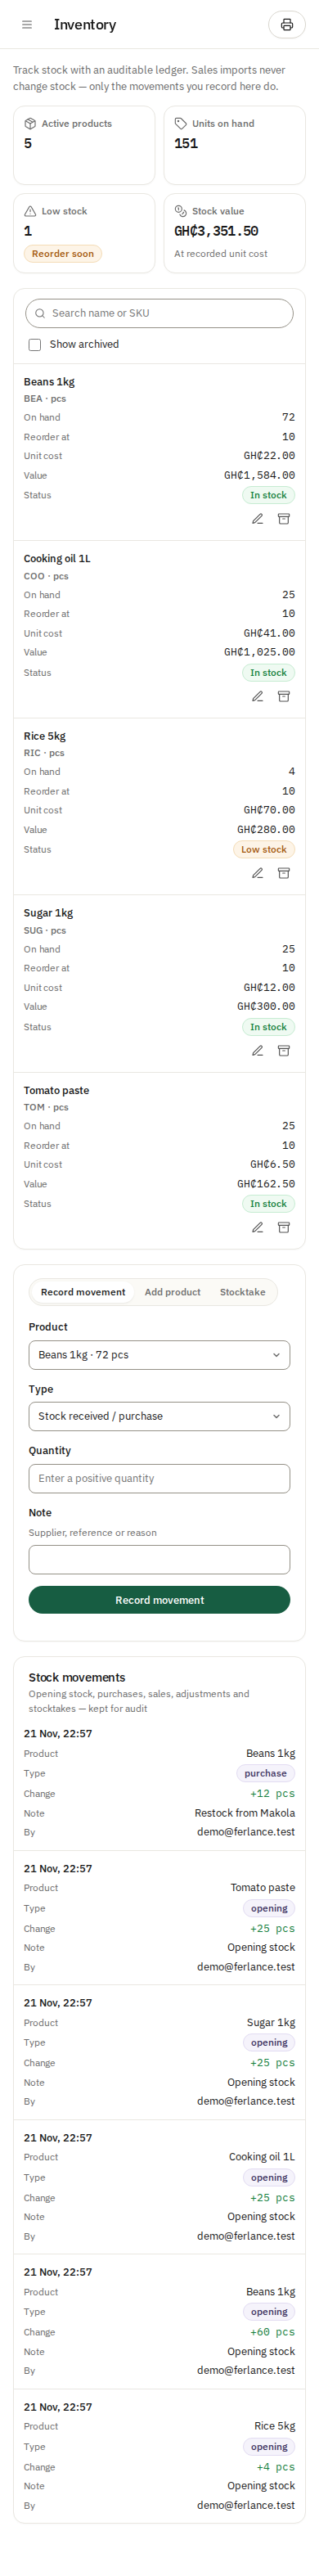 Inventory
Track stock with an auditable ledger. Sales imports never
change stock — only the movements you record here do.
Active products
5
Units on hand
151
Low stock
1
Reorder soon
Stock value
GH₵3,351.50
At recorded unit cost
Search name or SKU
Show archived
Beans 1kg
BEA · pcs
On hand 72
Reorder at 10
Unit cost GH₵22.00
Value GH₵1,584.00
Status In stock
Cooking oil 1L
COO · pcs
On hand 25
Reorder at 10
Unit cost GH₵41.00
Value GH₵1,025.00
Status In stock
Rice 5kg
RIC · pcs
On hand 4
Reorder at 10
Unit cost GH₵70.00
Value GH₵280.00
Status Low stock
Sugar 1kg
SUG · pcs
On hand 25
Reorder at 10
Unit cost GH₵12.00
Value GH₵300.00
Status In stock
Tomato paste
TOM · pcs
On hand 25
Reorder at 10
Unit cost GH₵6.50
Value GH₵162.50
Status In stock
Record movement Add product Stocktake
Product
Beans 1kg · 72 pcs
Type
Stock received / purchase
Quantity
Enter a positive quantity
Note
Supplier, reference or reason
Record movement
Stock movements
Opening stock, purchases, sales, adjustments and
stocktakes — kept for audit
21 Nov, 22:57
Product Beans 1kg
Type purchase
Change +12 pcs
Note Restock from Makola
By demo@ferlance.test
21 Nov, 22:57
Product Tomato paste
Type opening
Change +25 pcs
Note Opening stock
By demo@ferlance.test
21 Nov, 22:57
Product Sugar 1kg
Type opening
Change +25 pcs
Note Opening stock
By demo@ferlance.test
21 Nov, 22:57
Product Cooking oil 1L
Type opening
Change +25 pcs
Note Opening stock
By demo@ferlance.test
21 Nov, 22:57
Product Beans 1kg
Type opening
Change +60 pcs
Note Opening stock
By demo@ferlance.test
21 Nov, 22:57
Product Rice 5kg
Type opening
Change +4 pcs
Note Opening stock
By demo@ferlance.test